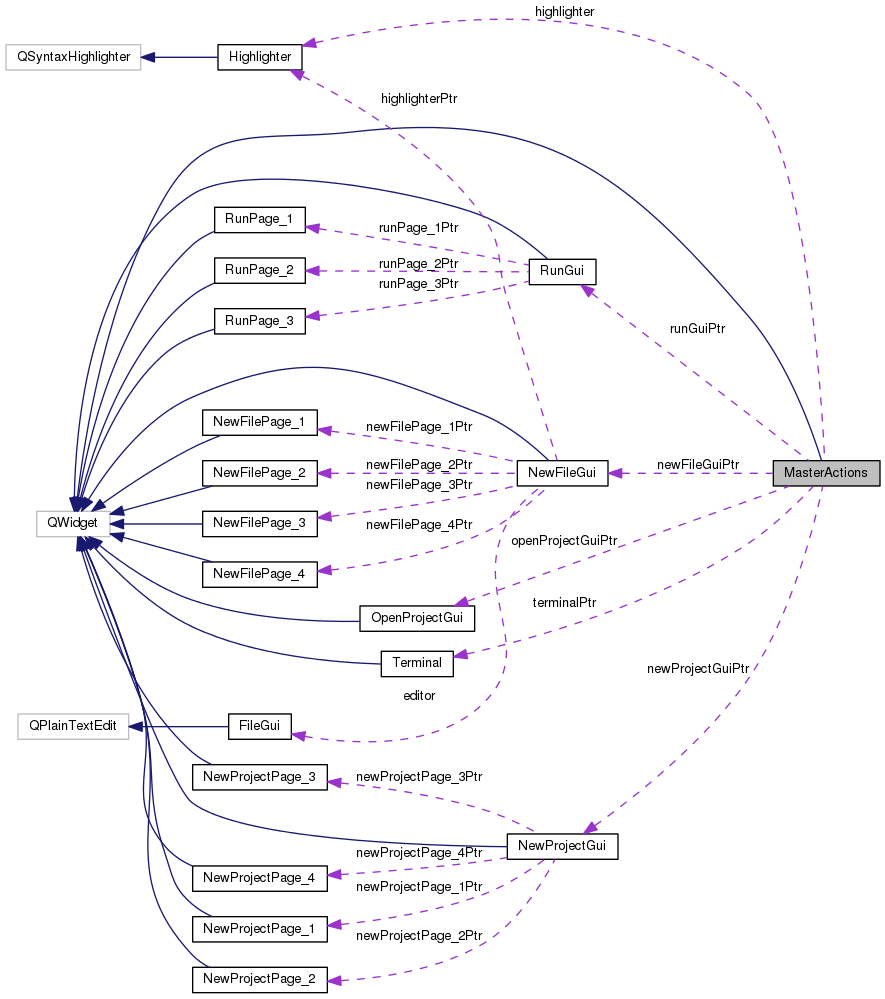 highlighter
QSyntaxHighlighter
Highlighter
highlighterPtr
RunPage_1
runPage_1Ptr
RunPage_2
runPage_2Ptr
RunGui
runPage_3Ptr
RunPage_3
runGuiPtr
NewFilePage_1
newFilePage_1Ptr
NewFilePage_2
newFilePage_2Ptr
NewFileGui
newFileGuiPtr
MasterActions
newFilePage_3Ptr
QWidget
NewFilePage_3
newFilePage_4Ptr
openProjectGuiPtr
NewFilePage_4
terminalPtr
OpenProjectGui
Terminal
newProjectGuiPtr
editor
QPlainTextEdit
FileGui
NewProjectPage_3
newProjectPage_3Ptr
NewProjectGui
newProjectPage_4Ptr
NewProjectPage_4
newProjectPage_1Ptr
NewProjectPage_1
newProjectPage_2Ptr
NewProjectPage_2